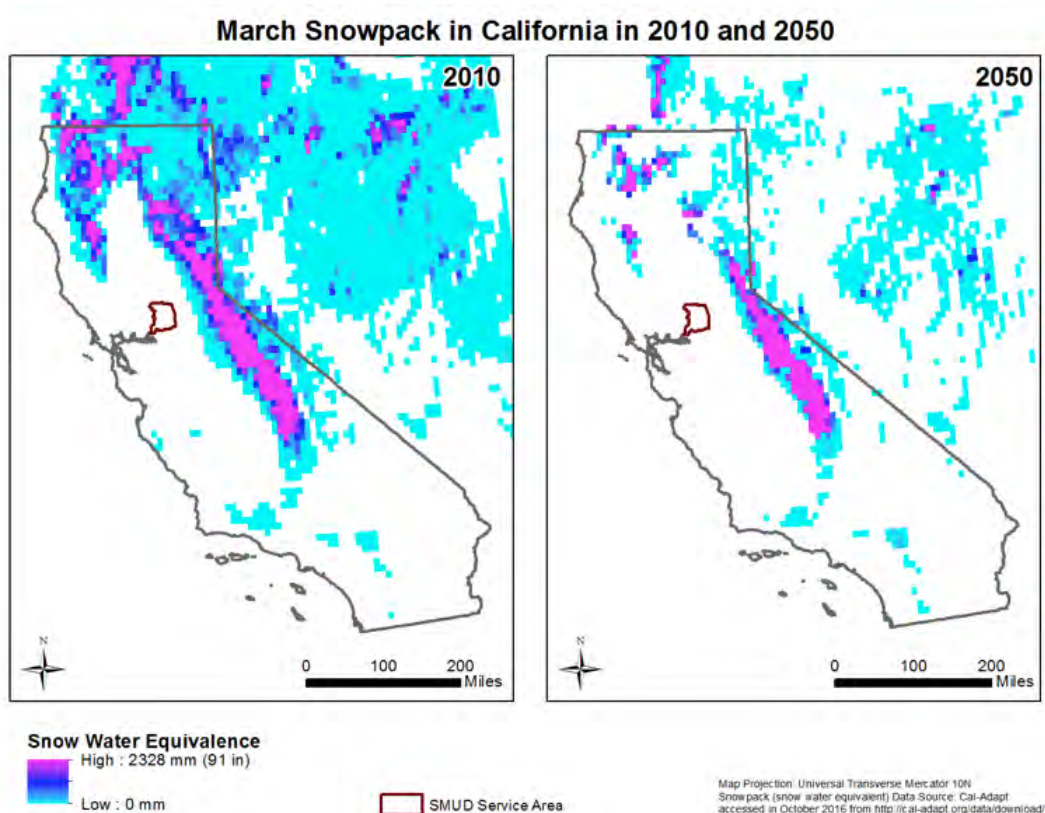 March Snowpack in California in 2010 and 2050
2010
2050
N
0 100 200
Miles
N
0 100 200
Miles
Snow Water Equivalence
High : 2328 mm (91 in)
Low : 0 mm
SMUD Service Area
Map Projection: Universal Transverse Mercator 10N
Snowpack (snow water equivalent) Data Source: Cal-Adapt
accessed in October 2016 from http://cal-adapt.org/data/download/